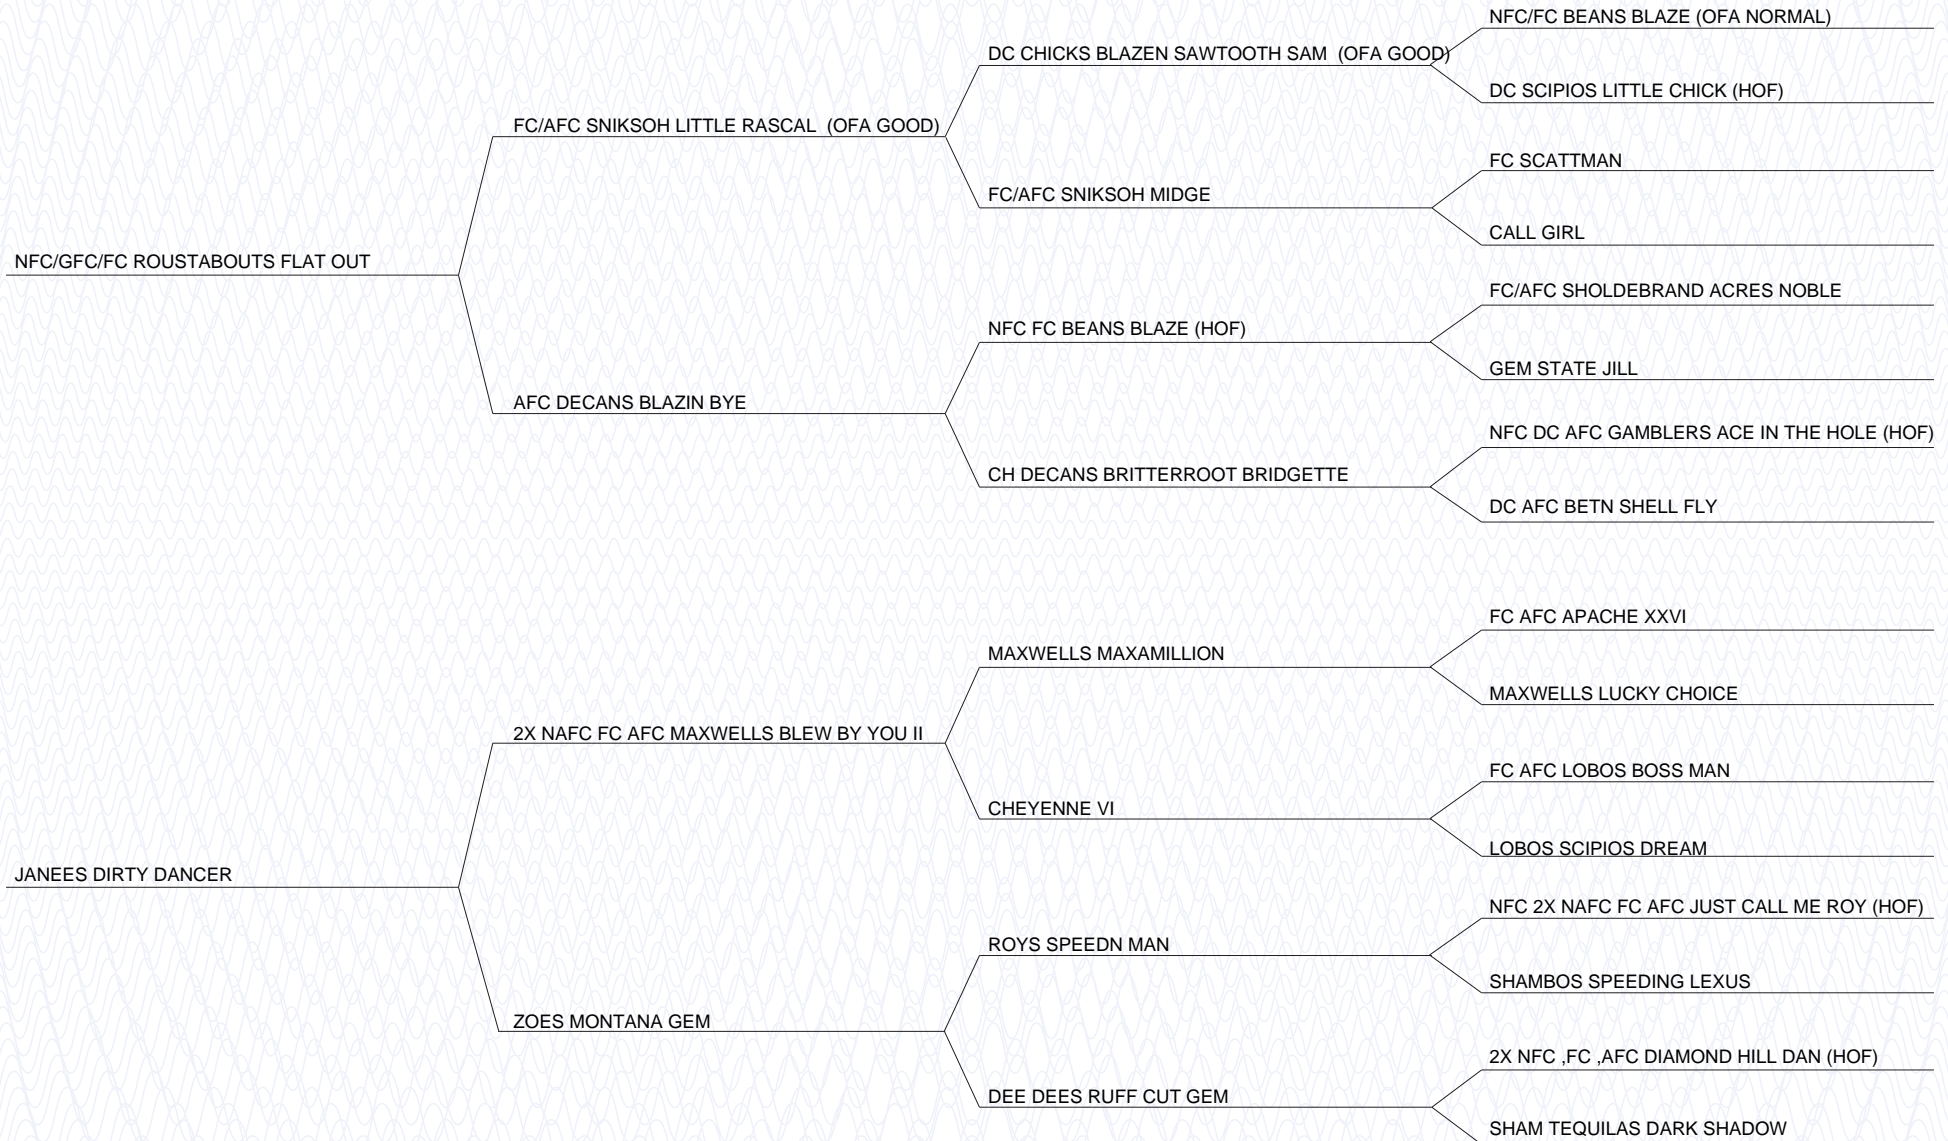 NFC/FC BEANS BLAZE (OFA NORMAL)
DC CHICKS BLAZEN SAWTOOTH SAM  (OFA GOOD)
DC SCIPIOS LITTLE CHICK (HOF)
FC/AFC SNIKSOH LITTLE RASCAL  (OFA GOOD)
FC SCATTMAN
FC/AFC SNIKSOH MIDGE
CALL GIRL
NFC/GFC/FC ROUSTABOUTS FLAT OUT
FC/AFC SHOLDEBRAND ACRES NOBLE
NFC FC BEANS BLAZE (HOF)
GEM STATE JILL
AFC DECANS BLAZIN BYE
NFC DC AFC GAMBLERS ACE IN THE HOLE (HOF)
CH DECANS BRITTERROOT BRIDGETTE
DC AFC BETN SHELL FLY
FC AFC APACHE XXVI
MAXWELLS MAXAMILLION
MAXWELLS LUCKY CHOICE
2X NAFC FC AFC MAXWELLS BLEW BY YOU II
FC AFC LOBOS BOSS MAN
CHEYENNE VI
LOBOS SCIPIOS DREAM
JANEES DIRTY DANCER
NFC 2X NAFC FC AFC JUST CALL ME ROY (HOF)
ROYS SPEEDN MAN
SHAMBOS SPEEDING LEXUS
ZOES MONTANA GEM
2X NFC ,FC ,AFC DIAMOND HILL DAN (HOF)
DEE DEES RUFF CUT GEM
SHAM TEQUILAS DARK SHADOW